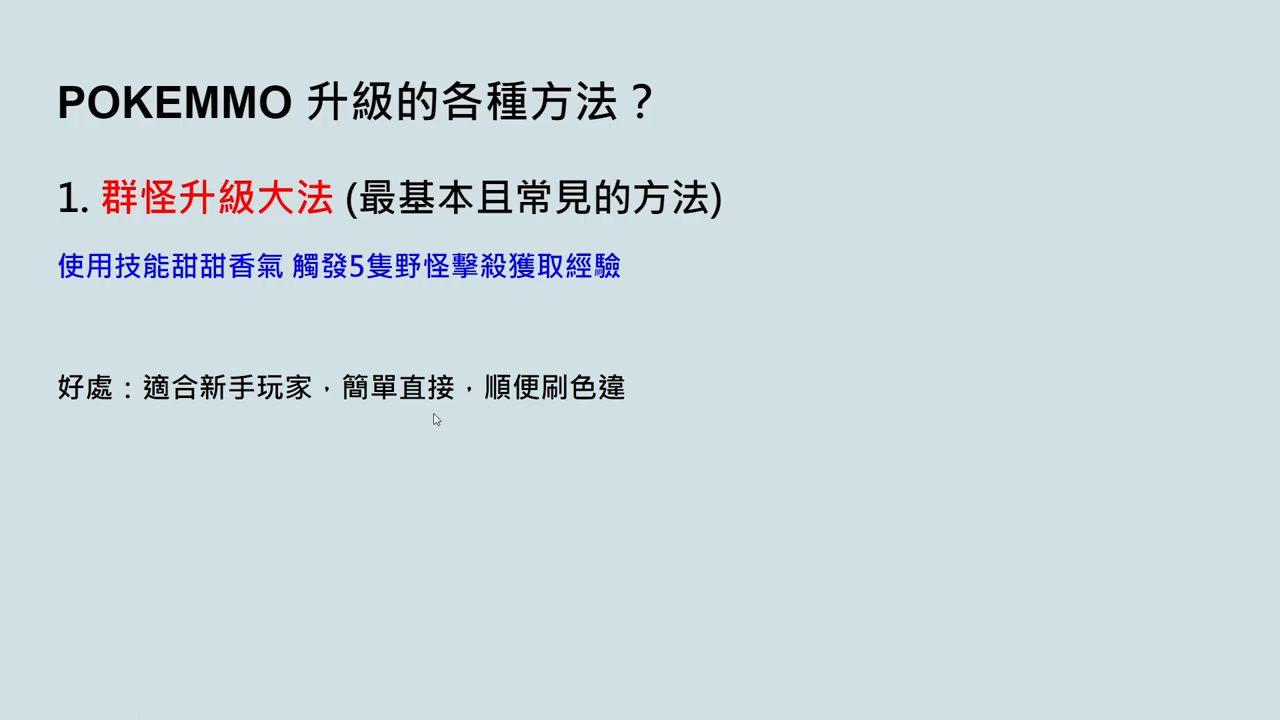 POKEMMO 升級的各種方法？
1. 群怪升級大法 (最基本且常見的方法)
使用技能甜甜香氣 觸發5隻野怪擊殺獲取經驗
好處：適合新手玩家，簡單直接，順便刷色違